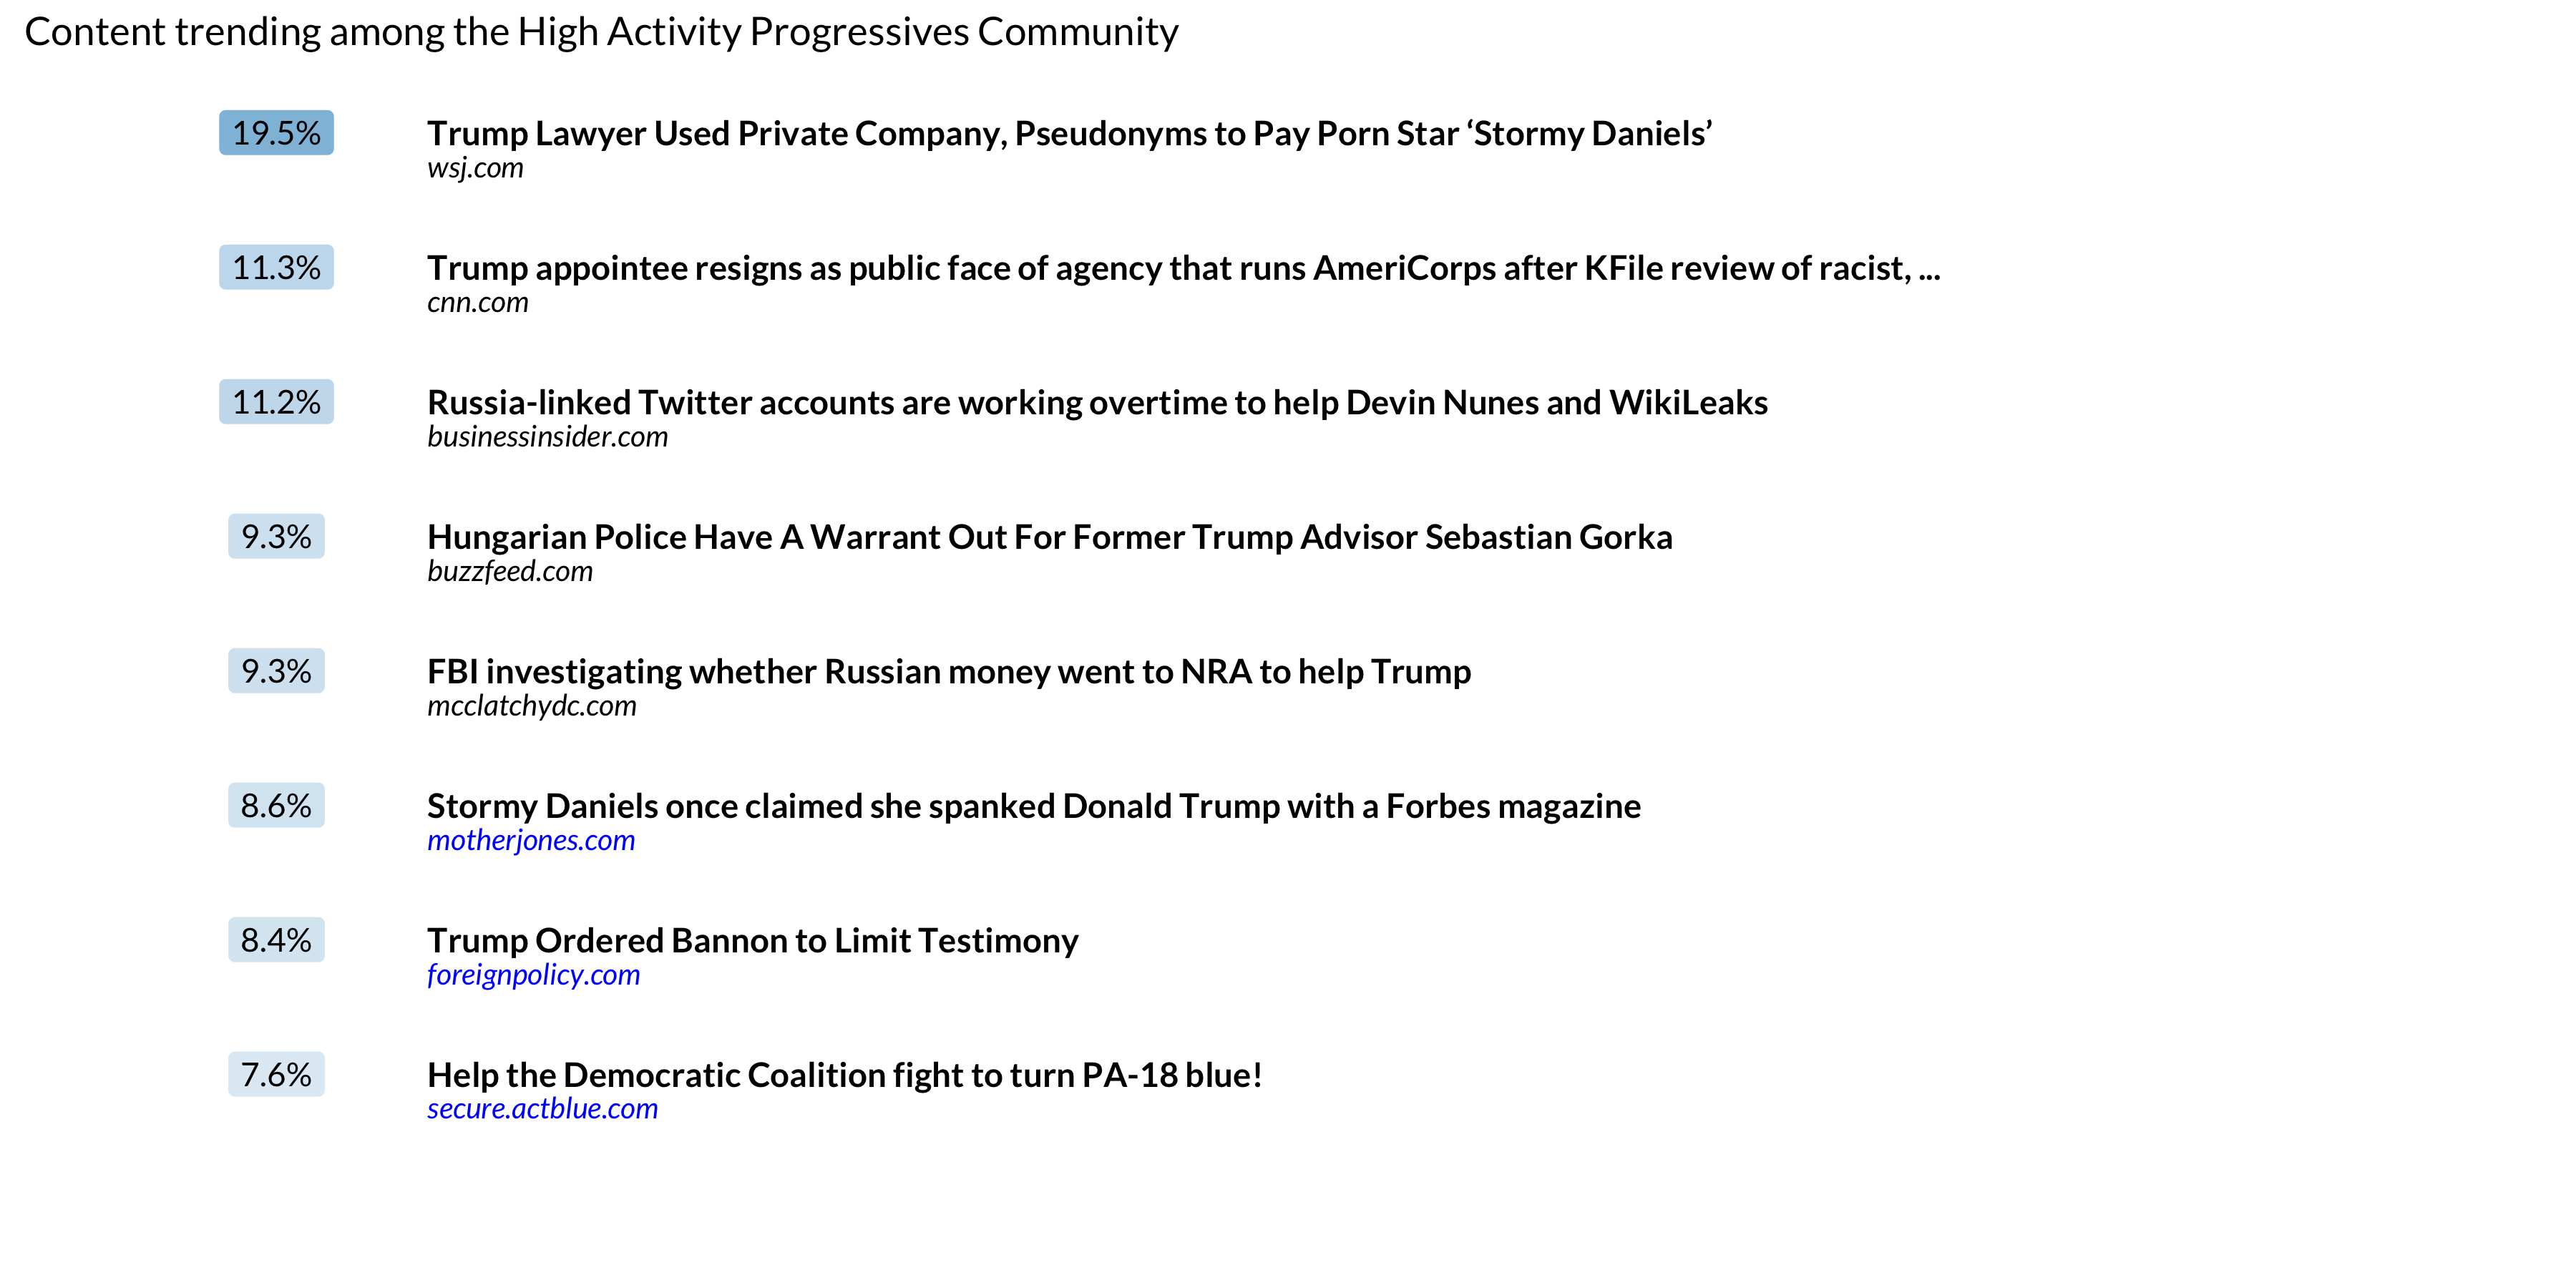 Content trending among the High Activity Progressives Community
19.5%
Trump Lawyer Used Private Company, Pseudonyms to Pay Porn Star ‘Stormy Daniels’
wsj.com
11.3%
Trump appointee resigns as public face of agency that runs AmeriCorps after KFile review of racist, ...
cnn.com
11.2%
Russia-linked Twitter accounts are working overtime to help Devin Nunes and WikiLeaks
businessinsider.com
9.3%
Hungarian Police Have A Warrant Out For Former Trump Advisor Sebastian Gorka
buzzfeed.com
9.3%
FBI investigating whether Russian money went to NRA to help Trump
mcclatchydc.com
8.6%
Stormy Daniels once claimed she spanked Donald Trump with a Forbes magazine
motherjones.com
8.4%
Trump Ordered Bannon to Limit Testimony
foreignpolicy.com
7.6%
Help the Democratic Coalition fight to turn PA-18 blue!
secure.actblue.com